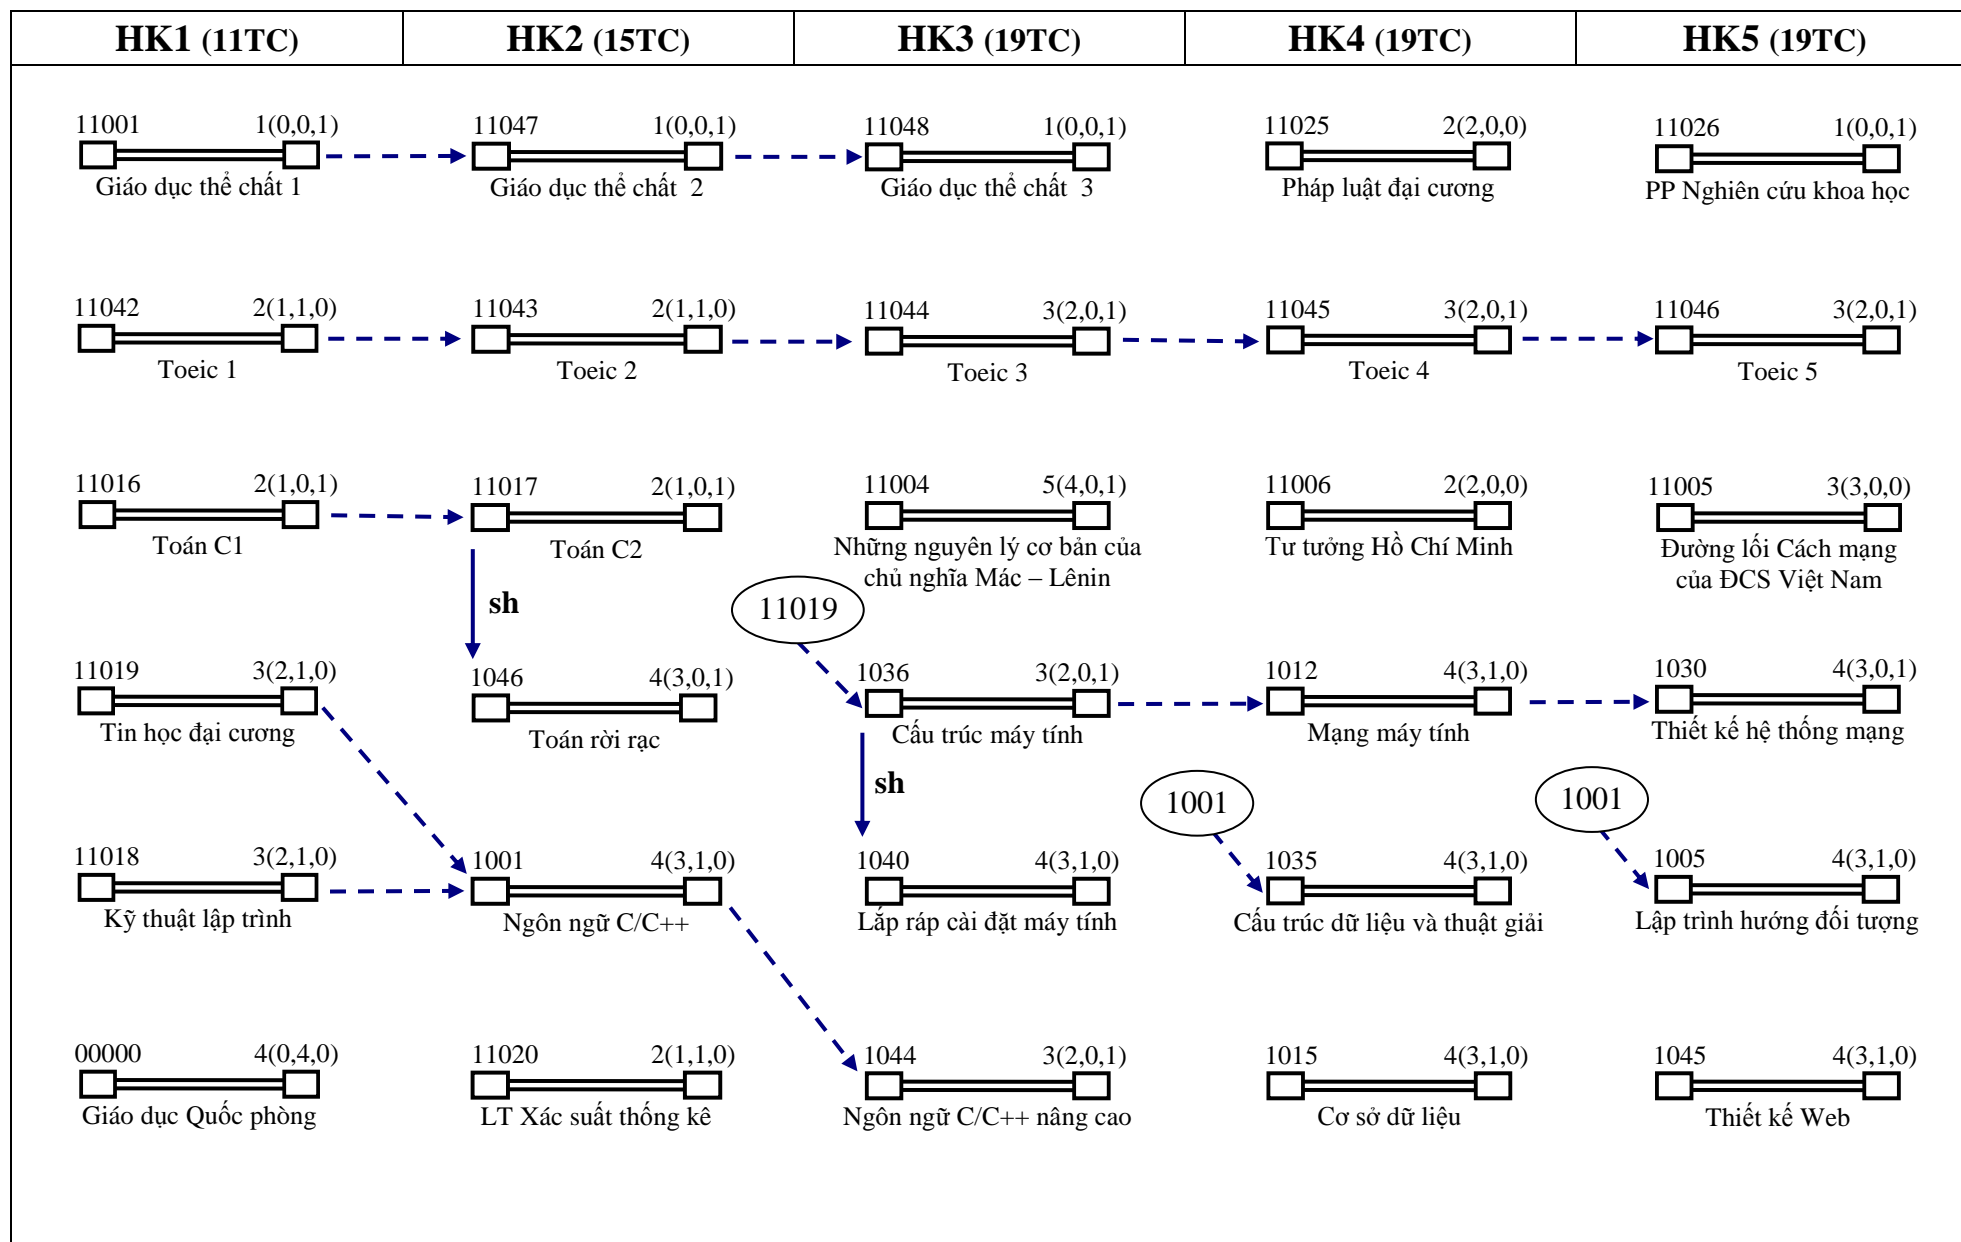 HK1 (11TC) HK2 (15TC) HK3 (19TC) HK4 (19TC) HK5 (19TC)
11001 1(0,0,1) 11047 1(0,0,1) 11048 1(0,0,1) 11025 2(2,0,0) 11026 1(0,0,1)
Giáo dục thể chất 1 Giáo dục thể chất 2 Giáo dục thể chất 3 Pháp luật đại cương PP Nghiên cứu khoa học
11042 2(1,1,0) 11043 2(1,1,0) 11044 3(2,0,1) 11045 3(2,0,1) 11046 3(2,0,1)
Toeic 1 Toeic 2 Toeic 3 Toeic 4 Toeic 5
11016 2(1,0,1) 11017 2(1,0,1) 11004 5(4,0,1) 11006 2(2,0,0) 11005 3(3,0,0)
Toán C1 Toán C2 Những nguyên lý cơ bản của Tư tưởng Hồ Chí Minh Đường lối Cách mạng
chủ nghĩa Mác – Lênin của ĐCS Việt Nam
sh 11019
11019 3(2,1,0) 1046 4(3,0,1) 1036 3(2,0,1) 1012 4(3,1,0) 1030 4(3,0,1)
Tin học đại cương Toán rời rạc Cấu trúc máy tính Mạng máy tính Thiết kế hệ thống mạng
sh 1001 1001
11018 3(2,1,0) 1001 4(3,1,0) 1040 4(3,1,0) 1035 4(3,1,0) 1005 4(3,1,0)
Kỹ thuật lập trình Ngôn ngữ C/C++ Lắp ráp cài đặt máy tính Cấu trúc dữ liệu và thuật giải Lập trình hướng đối tượng
00000 4(0,4,0) 11020 2(1,1,0) 1044 3(2,0,1) 1015 4(3,1,0) 1045 4(3,1,0)
Giáo dục Quốc phòng LT Xác suất thống kê Ngôn ngữ C/C++ nâng cao Cơ sở dữ liệu Thiết kế Web